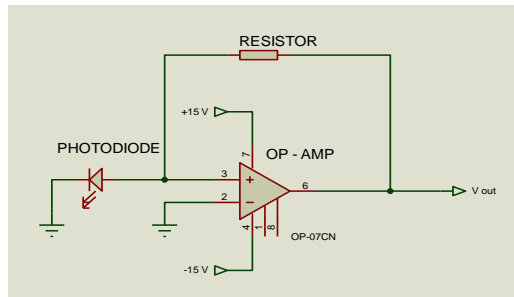 RESISTOR
+15 V
PHOTODIODE
OP - AMP
7
3
+
6
V out
2
−
4
1
8
OP-07CN
-15 V